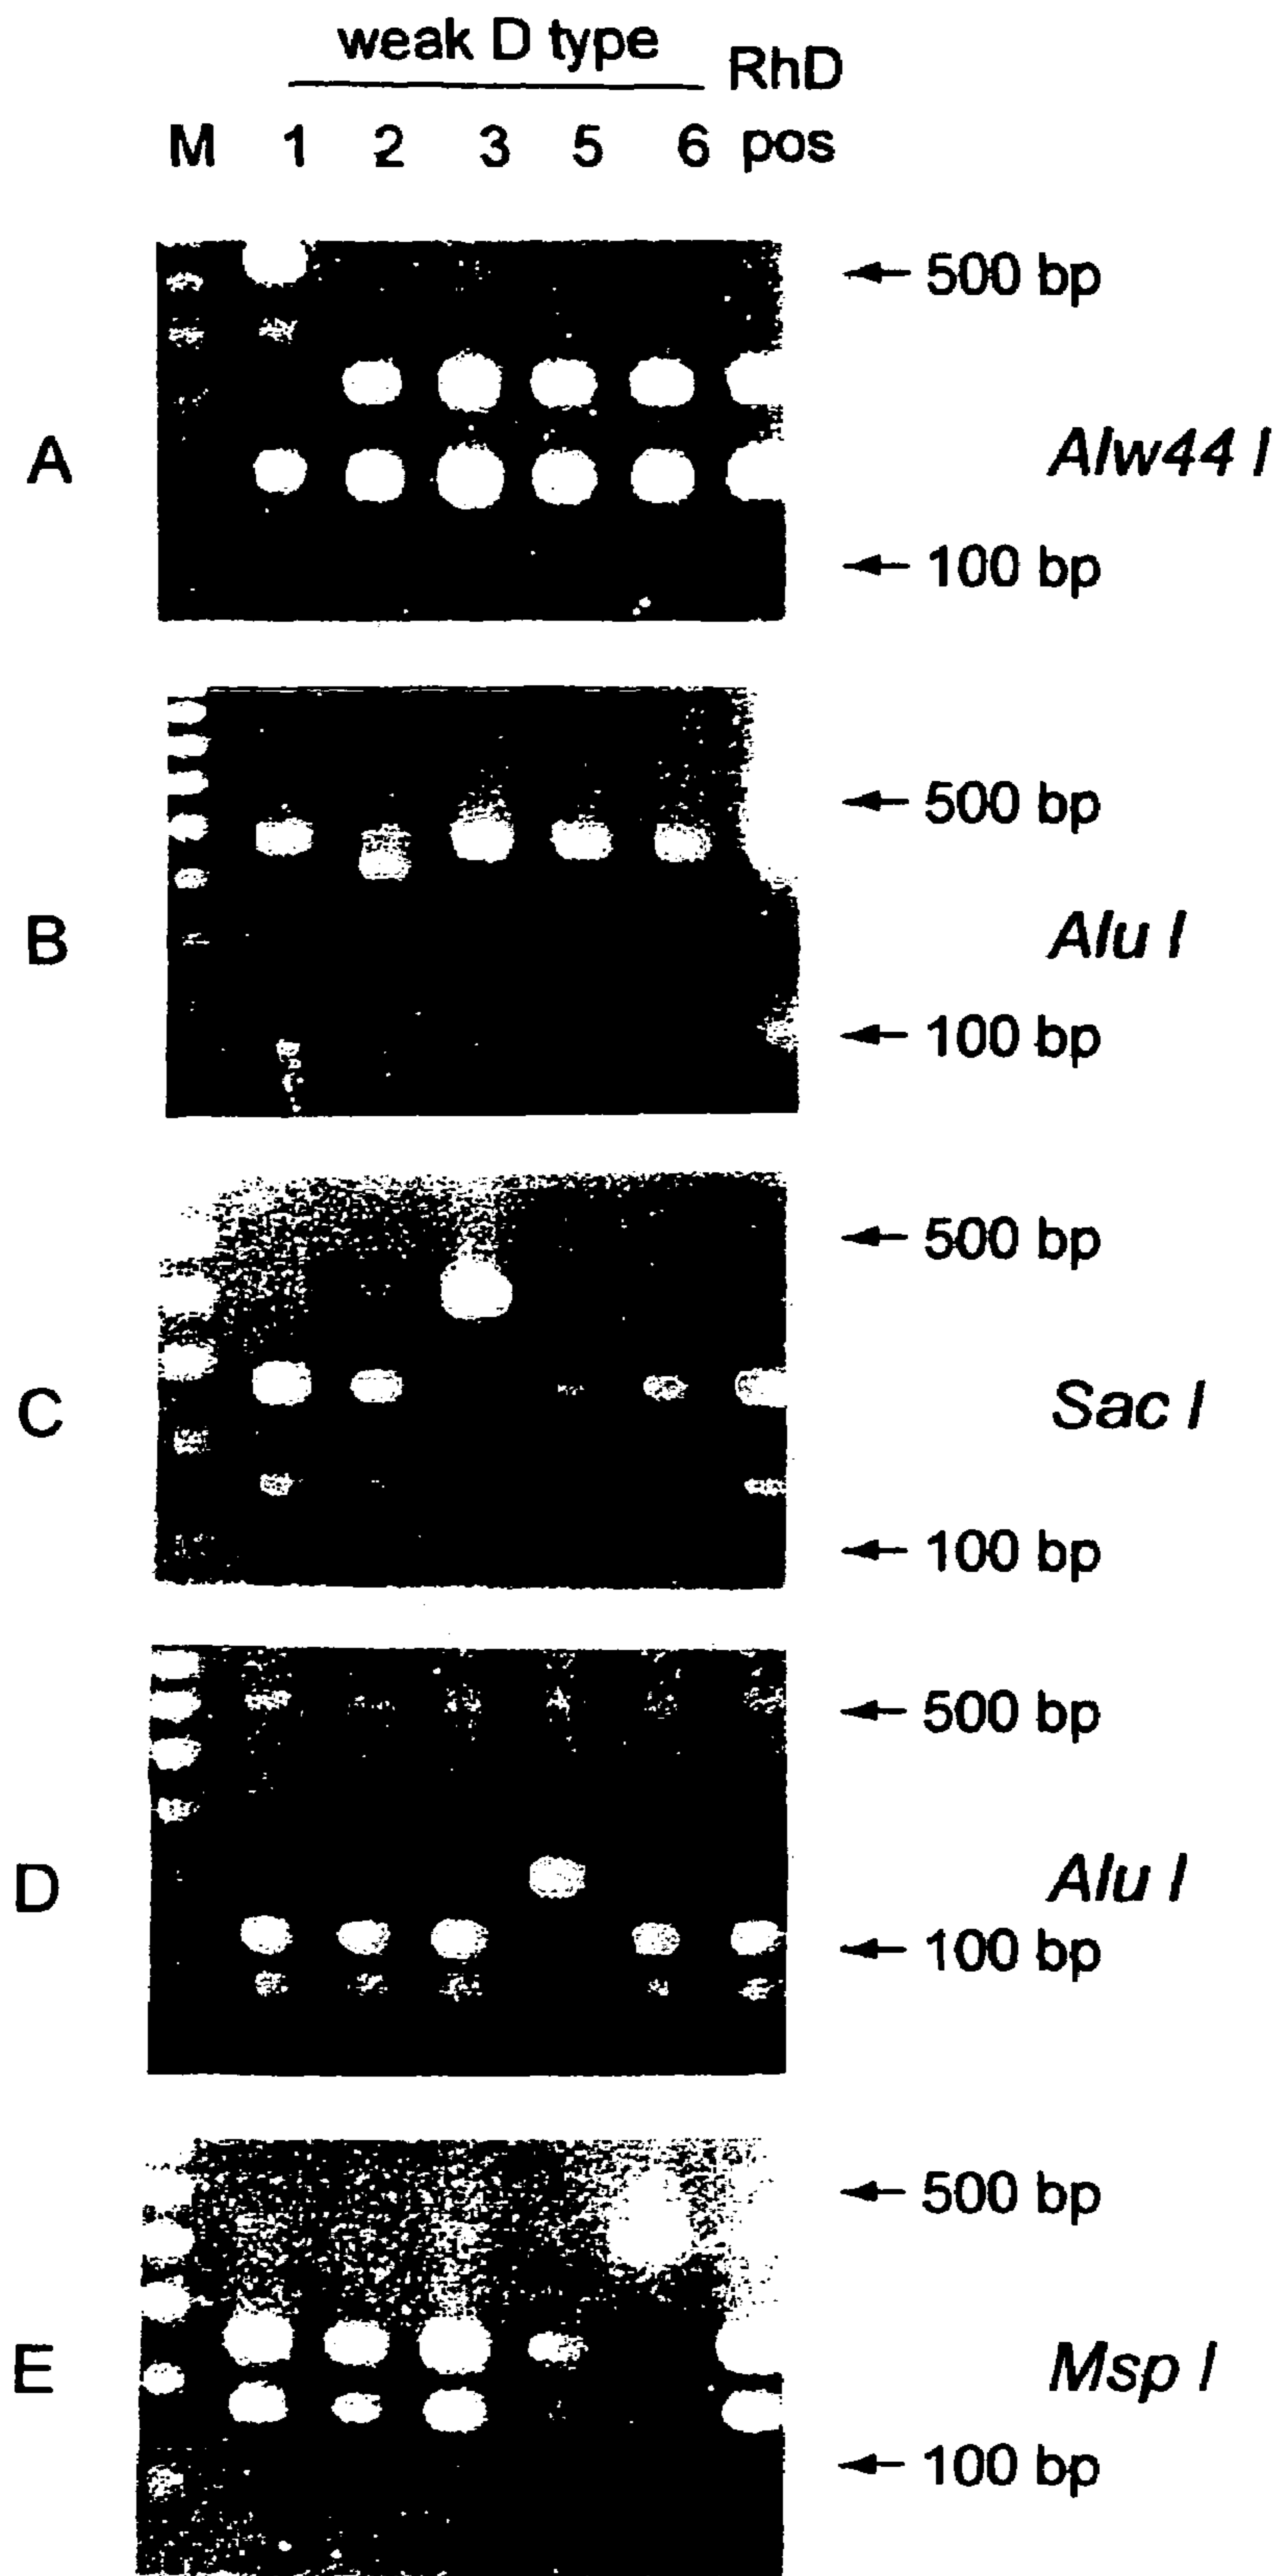 weak D type
RhD
M 1 2 3 5 6 pos
500 bp
A
Alw44 I
100 bp
500 bp
B
Alu I
100 bp
500 bp
C
Sac I
100 bp
500 bp
D
Alu I
100 bp
500 bp
E
Msp I
100 bp